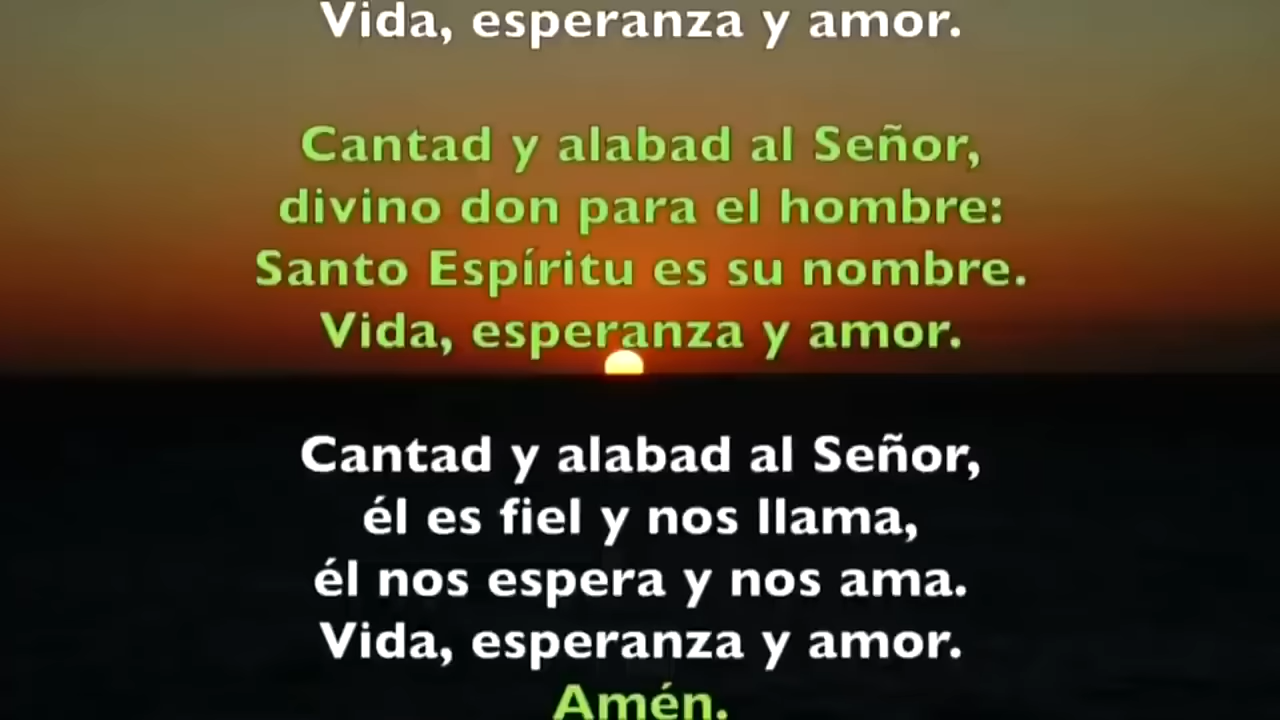 Vida, esperanza y amor.
Cantad y alabad al Señor,
divino don para el hombre:
Santo Espíritu es su nombre.
Vida, esperanza y amor.
Cantad y alabad al Señor,
él es fiel y nos llama,
él nos espera y nos ama.
Vida, esperanza y amor.
Amén.